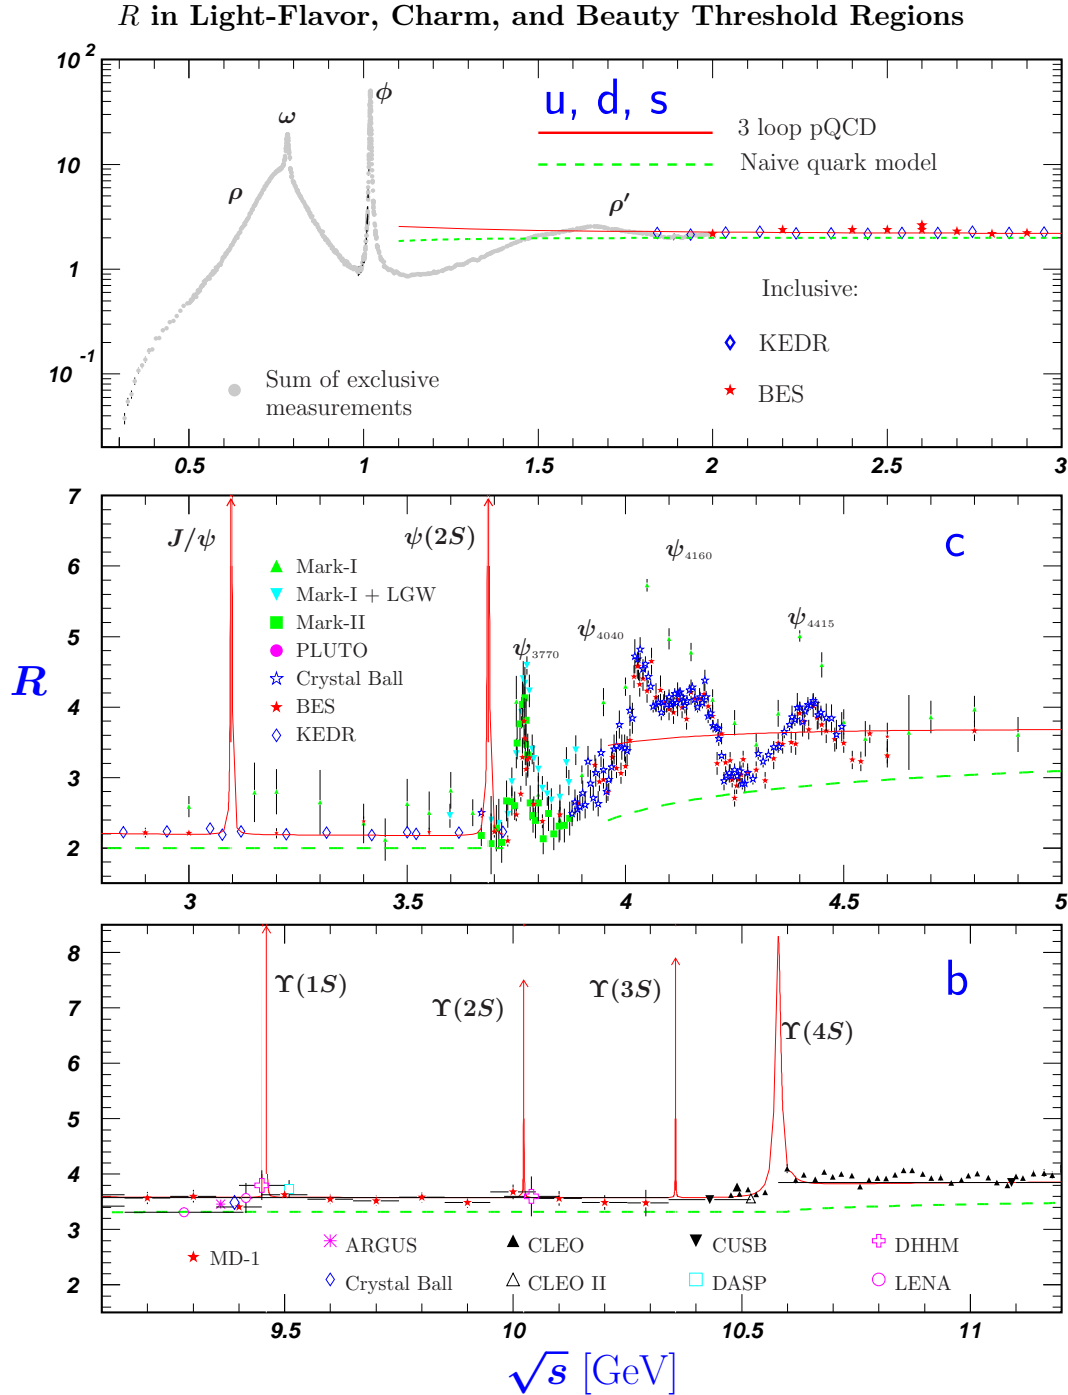 R in Light-Flavor, Charm, and Beauty Threshold Regions
10²
10
1
10⁻¹
ρ
ω
ϕ
u, d, s
3 loop pQCD
Naive quark model
ρ′
Inclusive:
KEDR
BES
Sum of exclusive
measurements
0.5 1 1.5 2 2.5 3
7
6
5
4
3
2
R
J/ψ
ψ(2S)
c
Mark-I
Mark-I + LGW
Mark-II
PLUTO
Crystal Ball
BES
KEDR
ψ₃₇₇₀
ψ₄₀₄₀
ψ₄₁₆₀
ψ₄₄₁₅
3 3.5 4 4.5 5
8
7
6
5
4
3
2
Υ(1S)
Υ(2S)
Υ(3S)
Υ(4S)
b
MD-1
ARGUS
CLEO
CUSB
DHHM
Crystal Ball
CLEO II
DASP
LENA
9.5 10 10.5 11
√s [GeV]